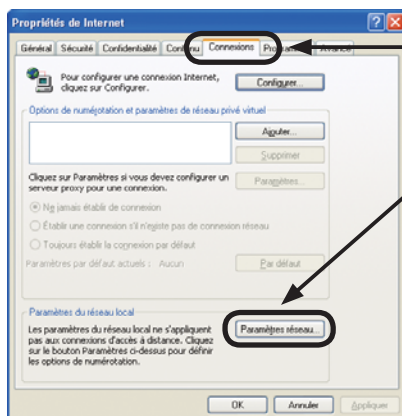 Propriétés de Internet
Général Sécurité Confidentialité Contenu Connexions Avancé
Pour configurer une connexion Internet,
cliquez sur Configurer.
Configurer...
Options de numérotation et paramètres de réseau privé virtuel
Ajouter...
Supprimer
Cliquez sur Paramètres si vous devez configurer un
serveur proxy pour une connexion.
Paramètres...
Ne jamais établir de connexion
Établir une connexion s'il n'existe pas de connexion réseau
Toujours établir la connexion par défaut
Paramètres par défaut actuels : Aucun
Par défaut
Paramètres du réseau local
Les paramètres du réseau local ne s'appliquent
pas aux connexions d'accès à distance. Cliquez
sur le bouton Paramètres ci-dessus pour définir
les options de numérotation.
Paramètres réseau...
OK Annuler Appliquer